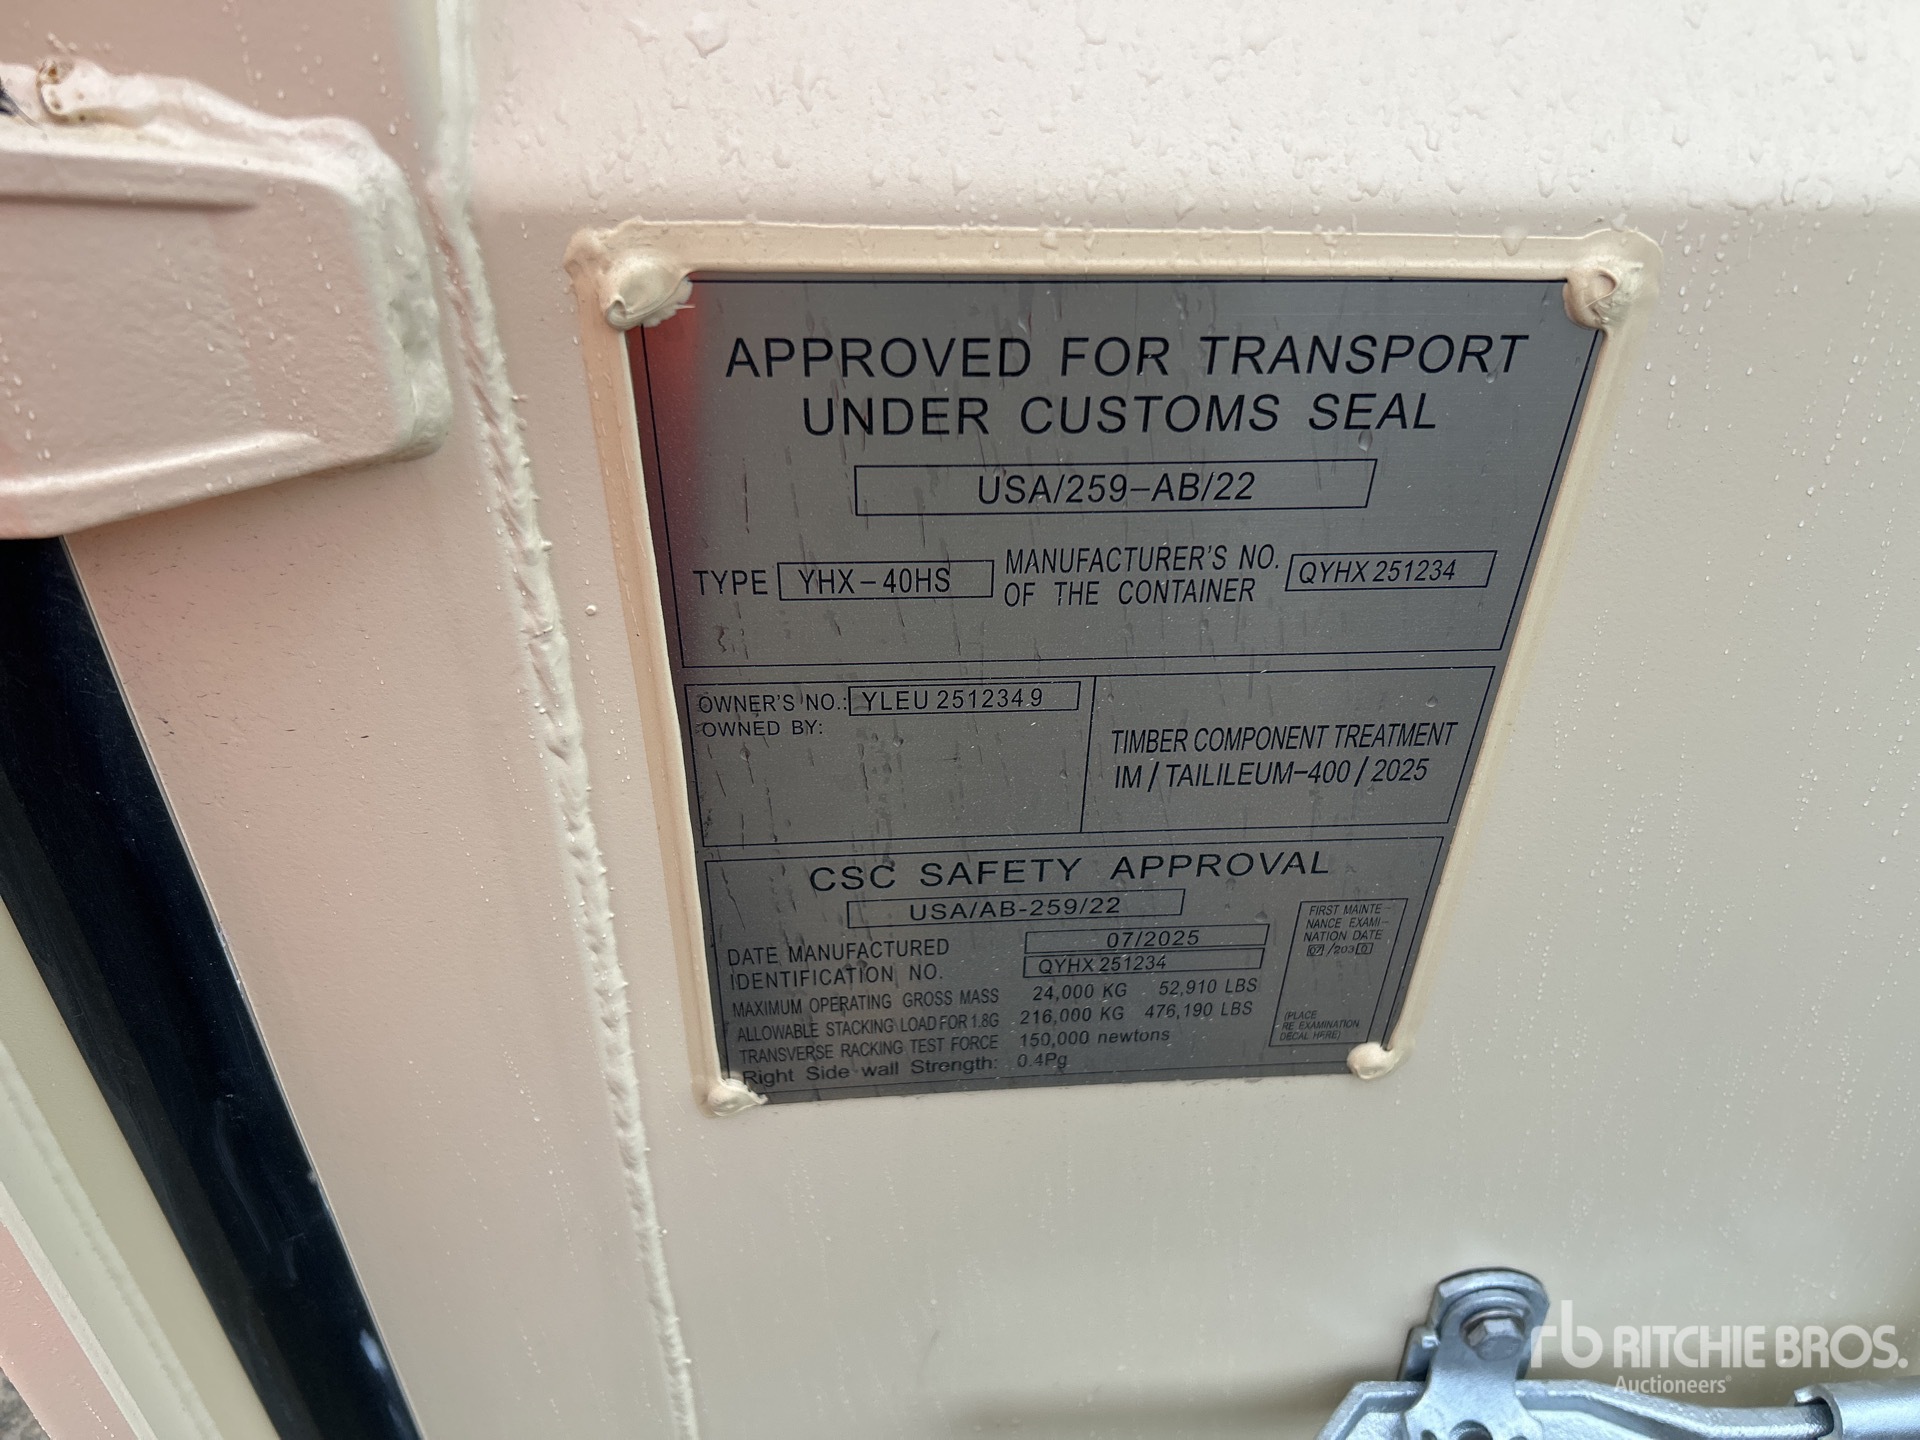 APPROVED FOR TRANSPORT
UNDER CUSTOMS SEAL
USA/259-AB/22
TYPE YHX-40HS MANUFACTURER'S NO. OF THE CONTAINER QYHX 251234
OWNER'S NO.: YLEU 251234 9
OWNED BY:
TIMBER COMPONENT TREATMENT
IM / TAILILEUM-400 / 2025
CSC SAFETY APPROVAL
USA/AB-259/22
DATE MANUFACTURED 07/2025
IDENTIFICATION NO. QYHX 251234
MAXIMUM OPERATING GROSS MASS 24,000 KG 52,910 LBS
ALLOWABLE STACKING LOAD FOR 1.8G 216,000 KG 476,190 LBS
TRANSVERSE RACKING TEST FORCE 150,000 newtons
Right Side wall Strength: 0.4Pg
FIRST MAINTE-
NANCE EXAMI-
NATION DATE
07/2030
(PLACE
RE EXAMINATION
DECAL HERE)
rb RITCHIE BROS.
Auctioneers